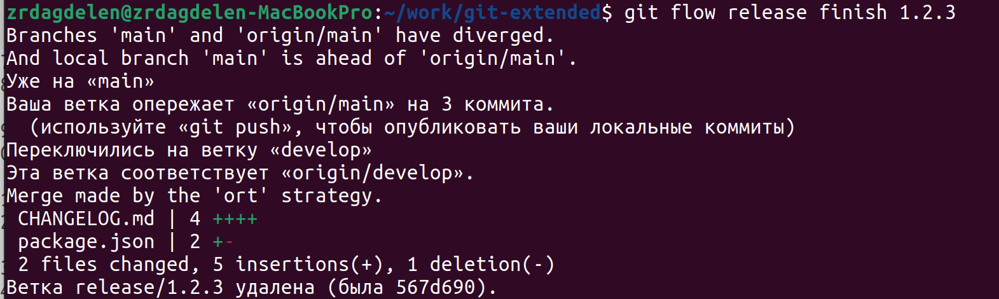 zrdagdelen@zrdagdelen-MacBookPro:~/work/git-extended$ git flow release finish 1.2.3
Branches 'main' and 'origin/main' have diverged.
And local branch 'main' is ahead of 'origin/main'.
Уже на «main»
Ваша ветка опережает «origin/main» на 3 коммита.
  (используйте «git push», чтобы опубликовать ваши локальные коммиты)
Переключились на ветку «develop»
Эта ветка соответствует «origin/develop».
Merge made by the 'ort' strategy.
 CHANGELOG.md | 4 ++++
 package.json | 2 +-
 2 files changed, 5 insertions(+), 1 deletion(-)
Ветка release/1.2.3 удалена (была 567d690).